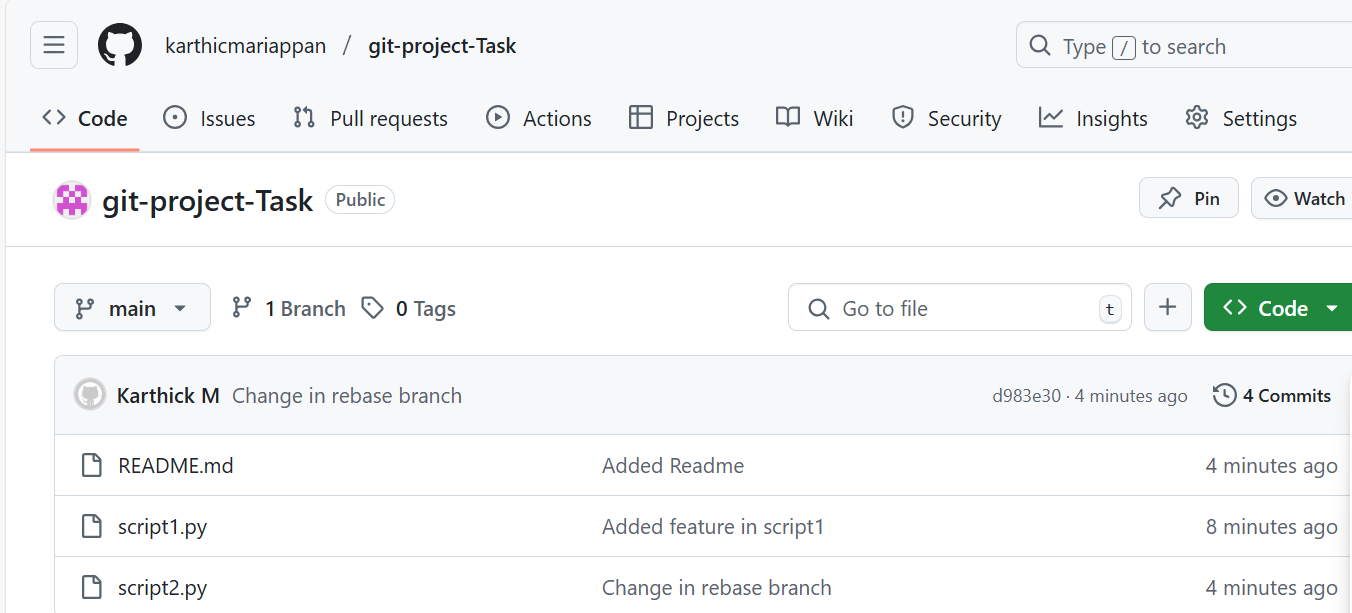 karthicmariappan / git-project-Task
Type / to search
Code Issues Pull requests Actions Projects Wiki Security Insights Settings
git-project-Task Public Pin Watch
main 1 Branch 0 Tags Go to file t + Code
Karthick M Change in rebase branch d983e30 · 4 minutes ago 4 Commits
README.md Added Readme 4 minutes ago
script1.py Added feature in script1 8 minutes ago
script2.py Change in rebase branch 4 minutes ago